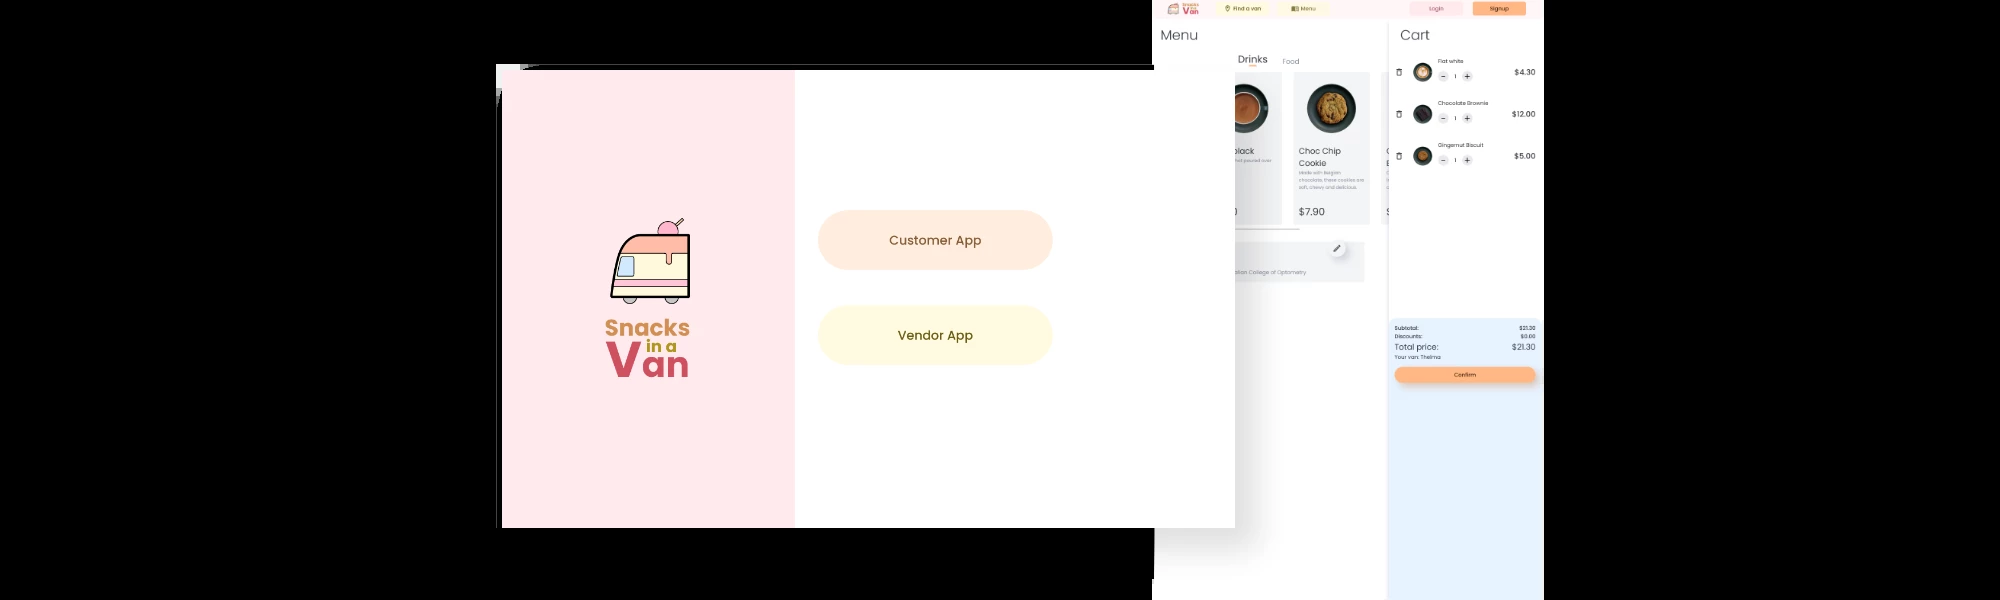 Snacks
in a
Van
Customer App
Vendor App
Snacks
in a
Van
Find a van
Menu
Login
Signup
Menu
Drinks
Food
black
Choc Chip
Cookie
Made with Belgian
chocolate, these cookies are
soft, chewy and delicious.
$7.90
College of Optometry
Cart
Flat white
- 1 +
$4.30
Chocolate Brownie
- 1 +
$12.00
Gingernut Biscuit
- 1 +
$5.00
Subtotal: $21.30
Discounts: $0.00
Total price: $21.30
Your van: Thelma
Confirm